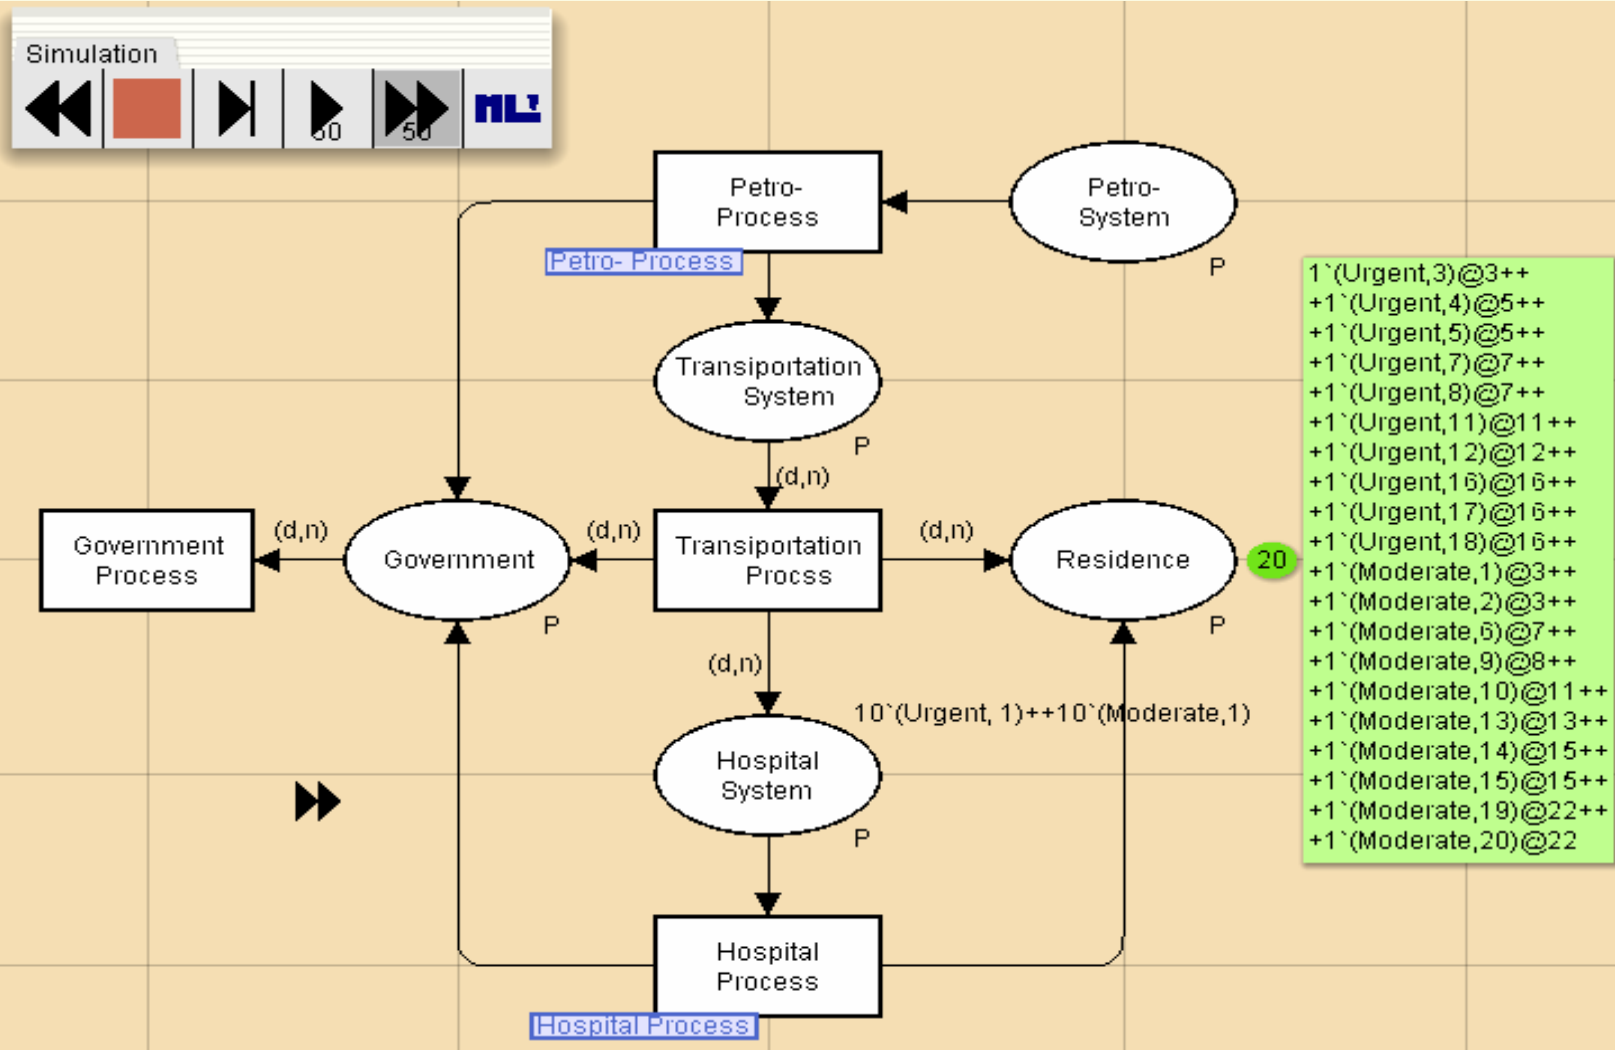 Simulation
50
50
ML?
Petro-
Process
Petro-
System
Petro- Process
P
1`(Urgent,3)@3++
+1`(Urgent,4)@5++
+1`(Urgent,5)@5++
+1`(Urgent,7)@7++
+1`(Urgent,8)@7++
+1`(Urgent,11)@11++
+1`(Urgent,12)@12++
+1`(Urgent,16)@16++
+1`(Urgent,17)@16++
+1`(Urgent,18)@16++
+1`(Moderate,1)@3++
+1`(Moderate,2)@3++
+1`(Moderate,6)@7++
+1`(Moderate,9)@8++
+1`(Moderate,10)@11++
+1`(Moderate,13)@13++
+1`(Moderate,14)@15++
+1`(Moderate,15)@15++
+1`(Moderate,19)@22++
+1`(Moderate,20)@22
Transiportation
System
P
(d,n)
Government
Process
(d,n)
Government
P
(d,n)
Transportation
Procss
(d,n)
Residence
P
20
(d,n)
10`(Urgent, 1)++10`(Moderate,1)
Hospital
System
P
Hospital
Process
Hospital Process